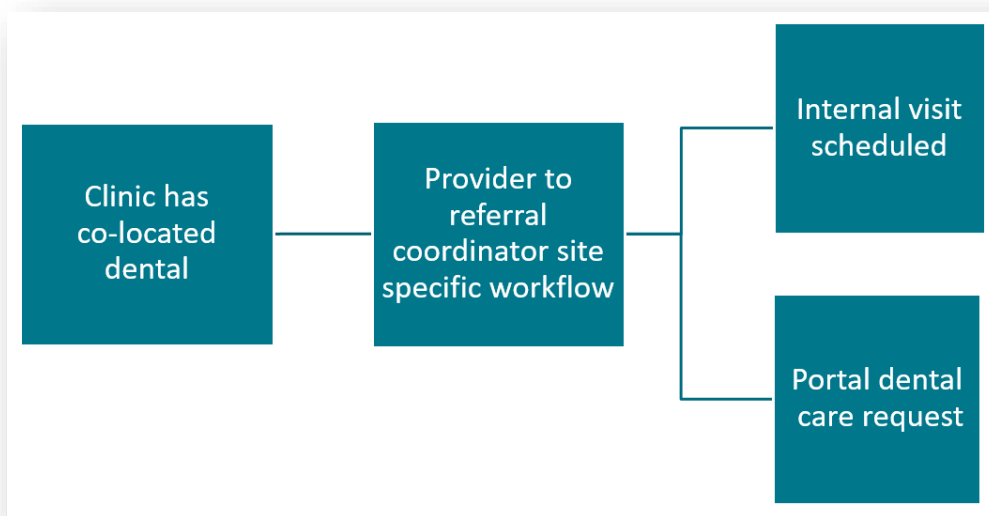 Clinic has
co-located
dental
Provider to
referral
coordinator site
specific workflow
Internal visit
scheduled
Portal dental
care request